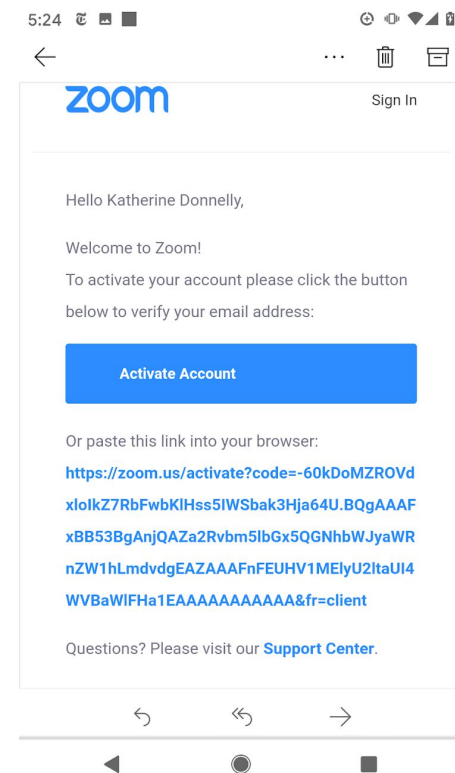 5:24
zoom
Sign In
Hello Katherine Donnelly,
Welcome to Zoom!
To activate your account please click the button
below to verify your email address:
Activate Account
Or paste this link into your browser:
https://zoom.us/activate?code=-60kDoMZROVd
xloIkZ7RbFwbKlHss5IWSbak3Hja64U.BQgAAAF
xBB53BgAnjQAZa2Rvbm5lbGx5QGNhbWJyaWR
nZW1hLmdvdgEAZAAAFnFEUHV1MElyU2ltaUI4
WVBaWlFHa1EAAAAAAAAAAA&fr=client
Questions? Please visit our Support Center.